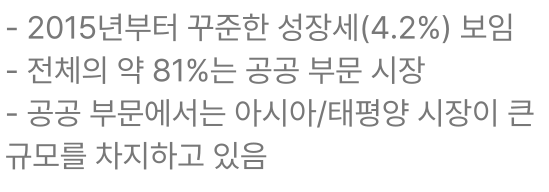 - 2015년부터 꾸준한 성장세(4.2%) 보임
- 전체의 약 81%는 공공 부문 시장
- 공공 부문에서는 아시아/태평양 시장이 큰
규모를 차지하고 있음